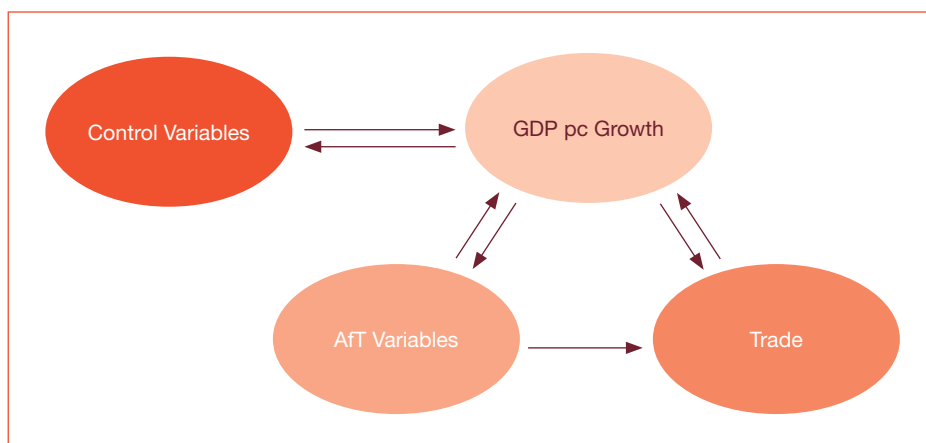 Control Variables
GDP pc Growth
AfT Variables
Trade